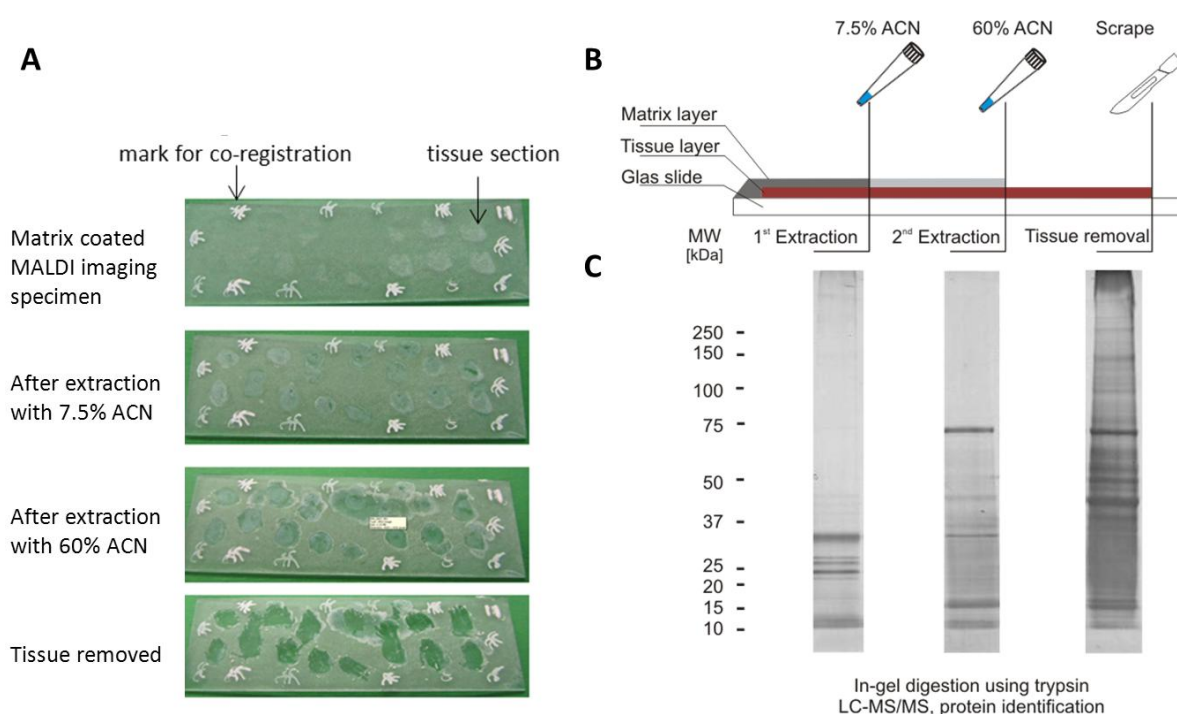 A
mark for co-registration
tissue section
Matrix coated
MALDI imaging
specimen
After extraction
with 7.5% ACN
After extraction
with 60% ACN
Tissue removed
B
7.5% ACN
60% ACN
Scrape
Matrix layer
Tissue layer
Glas slide
MW
[kDa]
1st Extraction
2nd Extraction
Tissue removal
C
250
150
100
75
50
37
25
20
15
10
In-gel digestion using trypsin
LC-MS/MS, protein identification